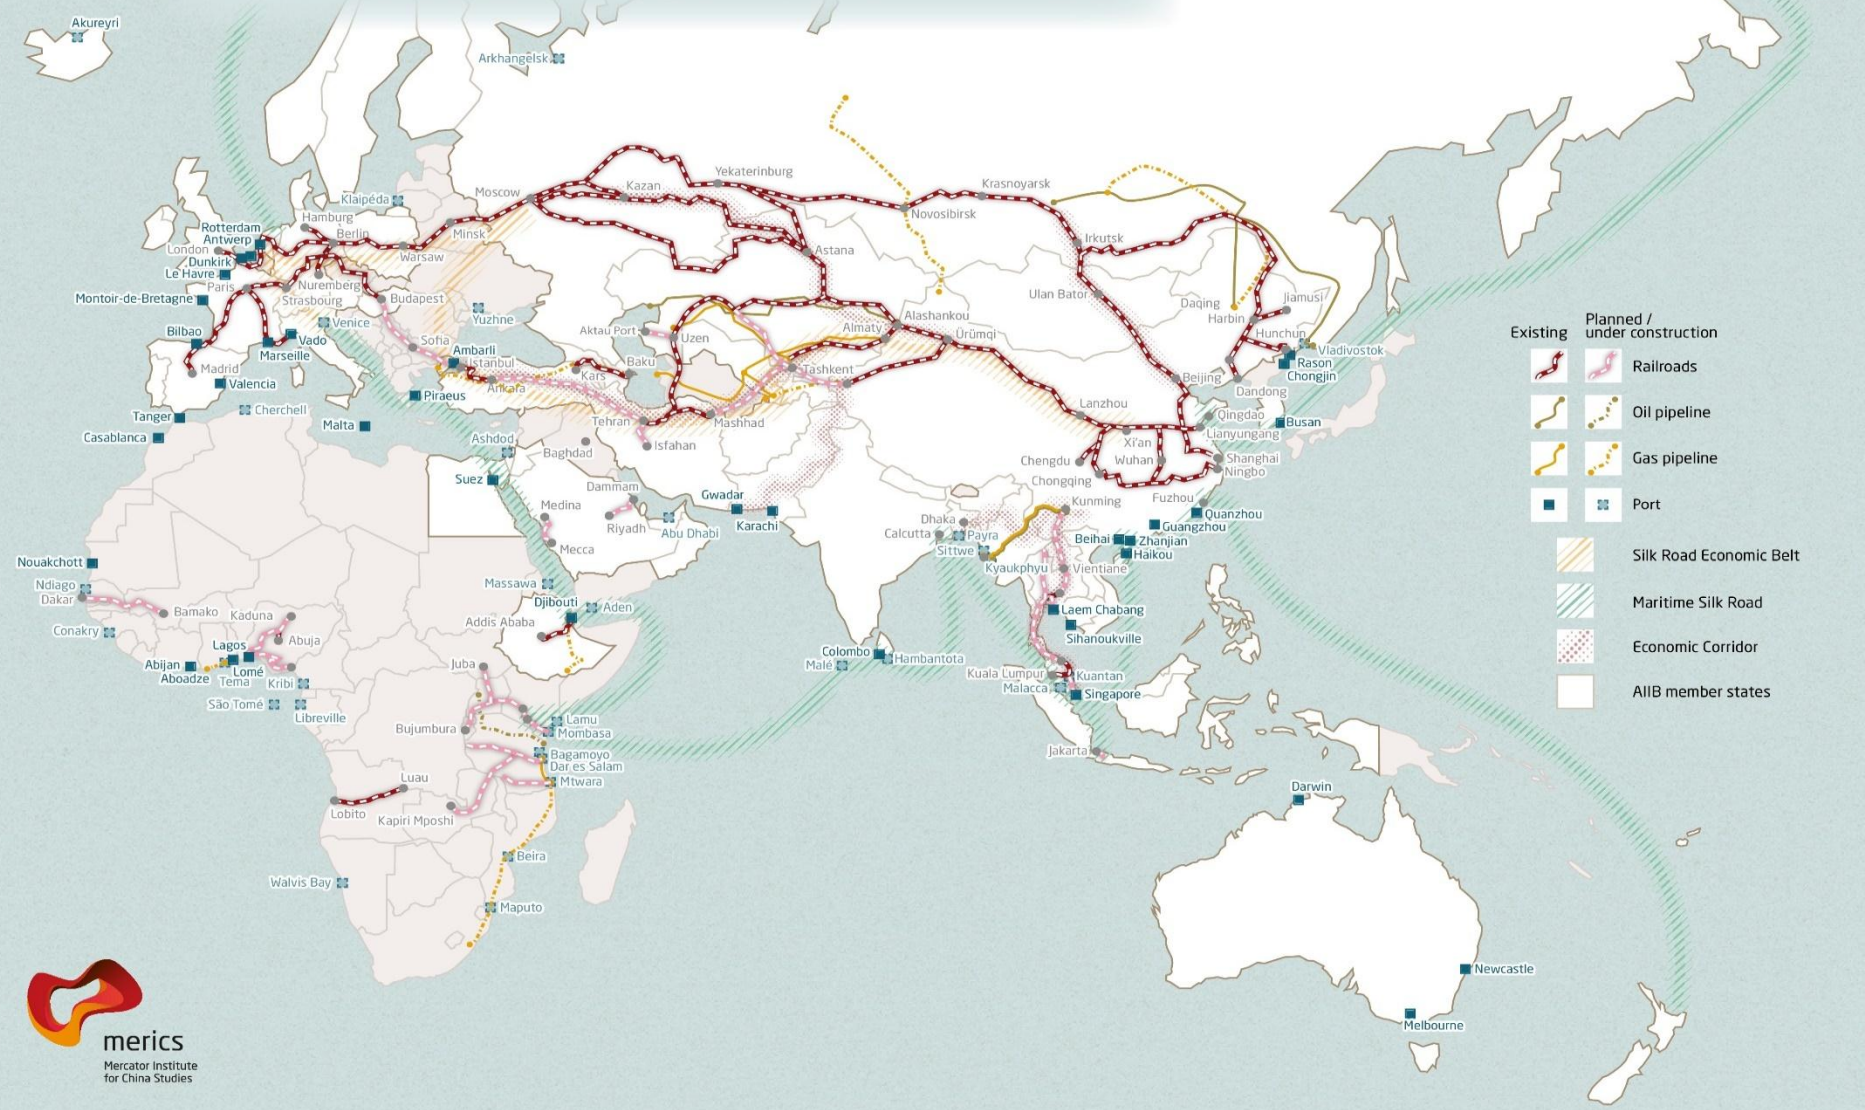 Akureyri
Arkhangelsk
Klaipéda
Moscow
Kazan
Yekaterinburg
Krasnoyarsk
Novosibirsk
Irkutsk
Astana
Hamburg
Rotterdam
Antwerp
Berlin
Minsk
London
Warsaw
Dunkirk
Le Havre
Paris
Nuremberg
Strasbourg
Budapest
Montoir-de-Bretagne
Yuzhne
Venice
Bilbao
Vado
Marseille
Sofia
Madrid
Valencia
Ambarli
Istanbul
Ankara
Kars
Baku
Aktau Port
Uzen
Almaty
Alashankou
Ürümqi
Tashkent
Ulan Bator
Daqing
Harbin
Jiamusi
Hunchun
Vladivostok
Rason
Chongjin
Beijing
Dandong
Piraeus
Tanger
Cherchell
Casablanca
Malta
Ashdod
Tehran
Mashhad
Isfahan
Baghdad
Lanzhou
Qingdao
Lianyungang
Busan
Xi'an
Chengdu
Wuhan
Shanghai
Ningbo
Chongqing
Fuzhou
Suez
Dammam
Medina
Riyadh
Mecca
Abu Dhabi
Gwadar
Karachi
Kunming
Quanzhou
Guangzhou
Dhaka
Calcutta
Payra
Sittwe
Kyaukphyu
Beihai
Zhanjian
Haikou
Vientiane
Nouakchott
Ndiago
Dakar
Bamako
Kaduna
Conakry
Abuja
Lagos
Abijan
Aboadze
Lomé
Tema
Kribi
São Tomé
Libreville
Massawa
Djibouti
Aden
Addis Ababa
Juba
Laem Chabang
Sihanoukville
Colombo
Malé
Hambantota
Kuala Lumpur
Kuantan
Malacca
Singapore
Bujumbura
Lamu
Mombasa
Bagamoyo
Dar es Salam
Mtwara
Jakarta
Luau
Lobito
Kapiri Mposhi
Darwin
Beira
Walvis Bay
Maputo
Newcastle
Melbourne
Existing
Planned /
under construction
Railroads
Oil pipeline
Gas pipeline
Port
Silk Road Economic Belt
Maritime Silk Road
Economic Corridor
AIIB member states
merics
Mercator Institute
for China Studies